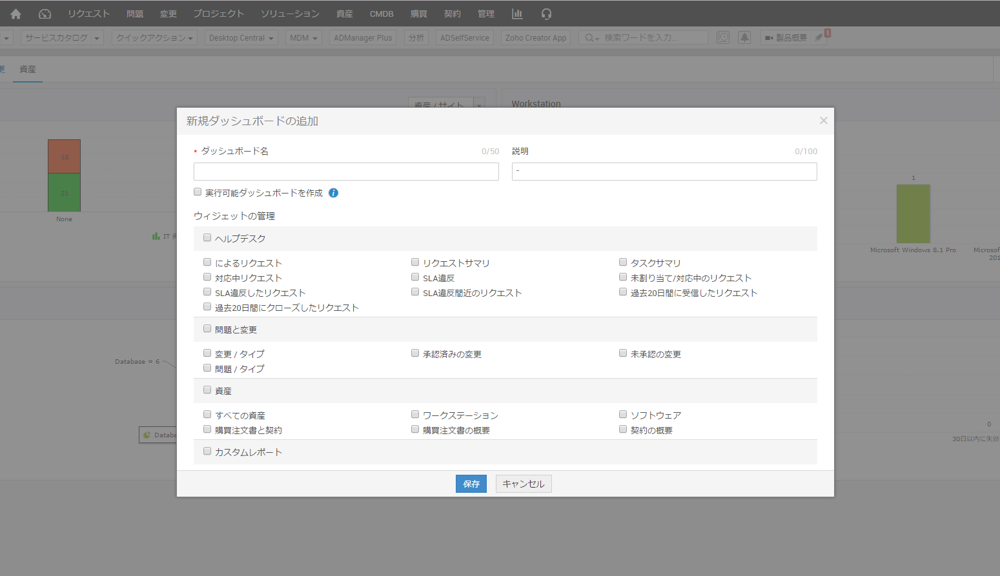 リクエスト 問題 変更 プロジェクト ソリューション 資産 CMDB 購買 契約 管理
サービスカタログ クイックアクション Desktop Central MDM ADManager Plus 分析 ADSelfService Zoho Creator App 検索ワードを入力... 製品概要 1
更 資産
資産 / サイト Workstation
新規ダッシュボードの追加
* ダッシュボード名 0/50 説明 0/100
-
実行可能ダッシュボードを作成
ウィジェットの管理
ヘルプデスク
によるリクエスト リクエストサマリ タスクサマリ
対応中リクエスト SLA違反 未割り当て/対応中のリクエスト
SLA違反したリクエスト SLA違反間近のリクエスト 過去20日間に受信したリクエスト
過去20日間にクローズしたリクエスト
問題と変更
変更 / タイプ 承認済みの変更 未承認の変更
問題 / タイプ
資産
すべての資産 ワークステーション ソフトウェア
購買注文書と契約 購買注文書の概要 契約の概要
カスタムレポート
保存 キャンセル
21
None
IT
Database = 6
Databa
1
Microsoft Windows 8.1 Pro
Microsof
201
0
30日以内に失効